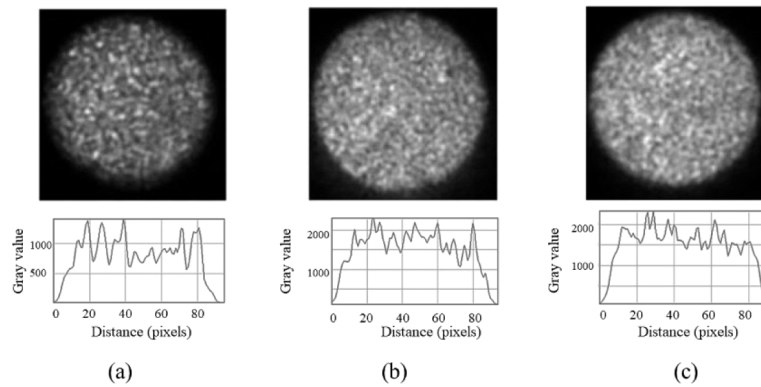 Gray value
1000
500
0 20 40 60 80
Distance (pixels)
(a)
Gray value
2000
1000
0 20 40 60 80
Distance (pixels)
(b)
Gray value
2000
1000
0 20 40 60 80
Distance (pixels)
(c)